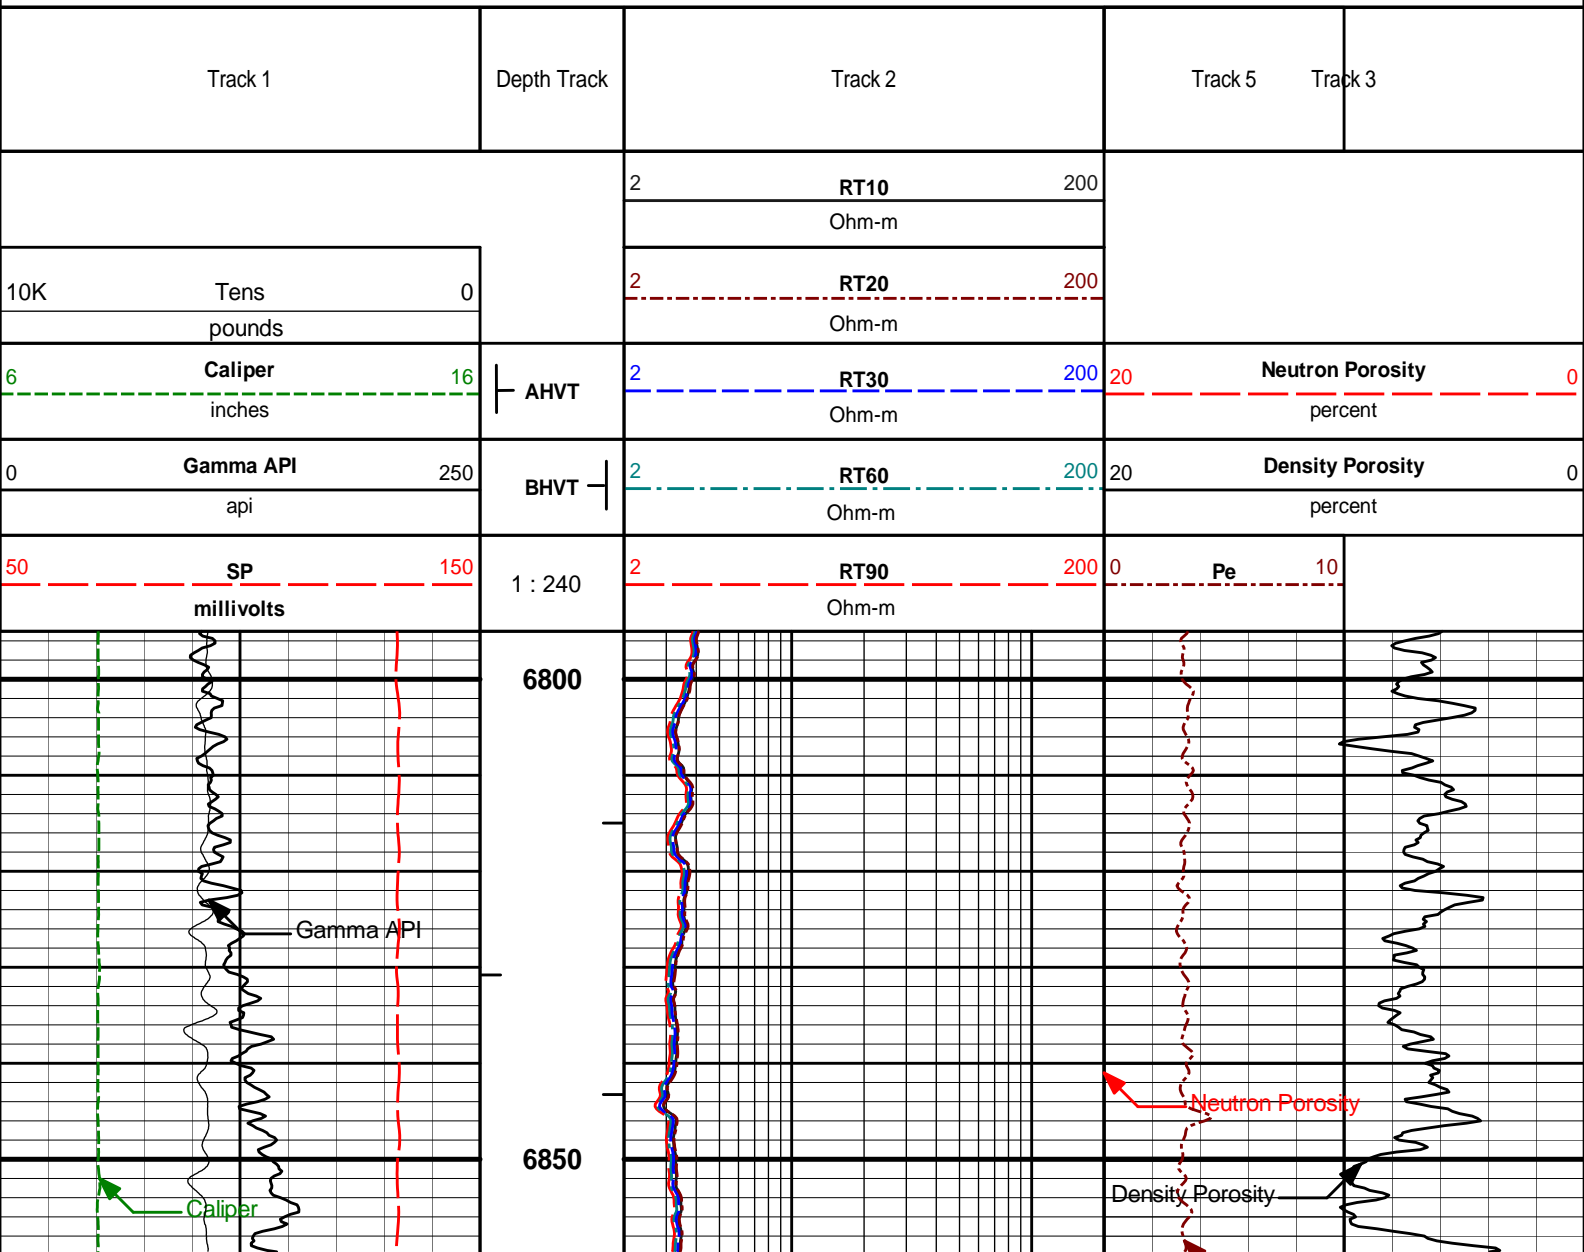 Track 1 Depth Track Track 2 Track 5 Track 3
2 RT10 200
Ohm-m
10K Tens 0
pounds
2 RT20 200
Ohm-m
6 Caliper 16
inches
AHVT
2 RT30 200
Ohm-m
20 Neutron Porosity 0
percent
0 Gamma API 250
api
BHVT
2 RT60 200
Ohm-m
20 Density Porosity 0
percent
50 SP 150
millivolts
1 : 240
2 RT90 200
Ohm-m
0 Pe 10
6800
Gamma API
Neutron Porosity
6850
Density Porosity
Caliper